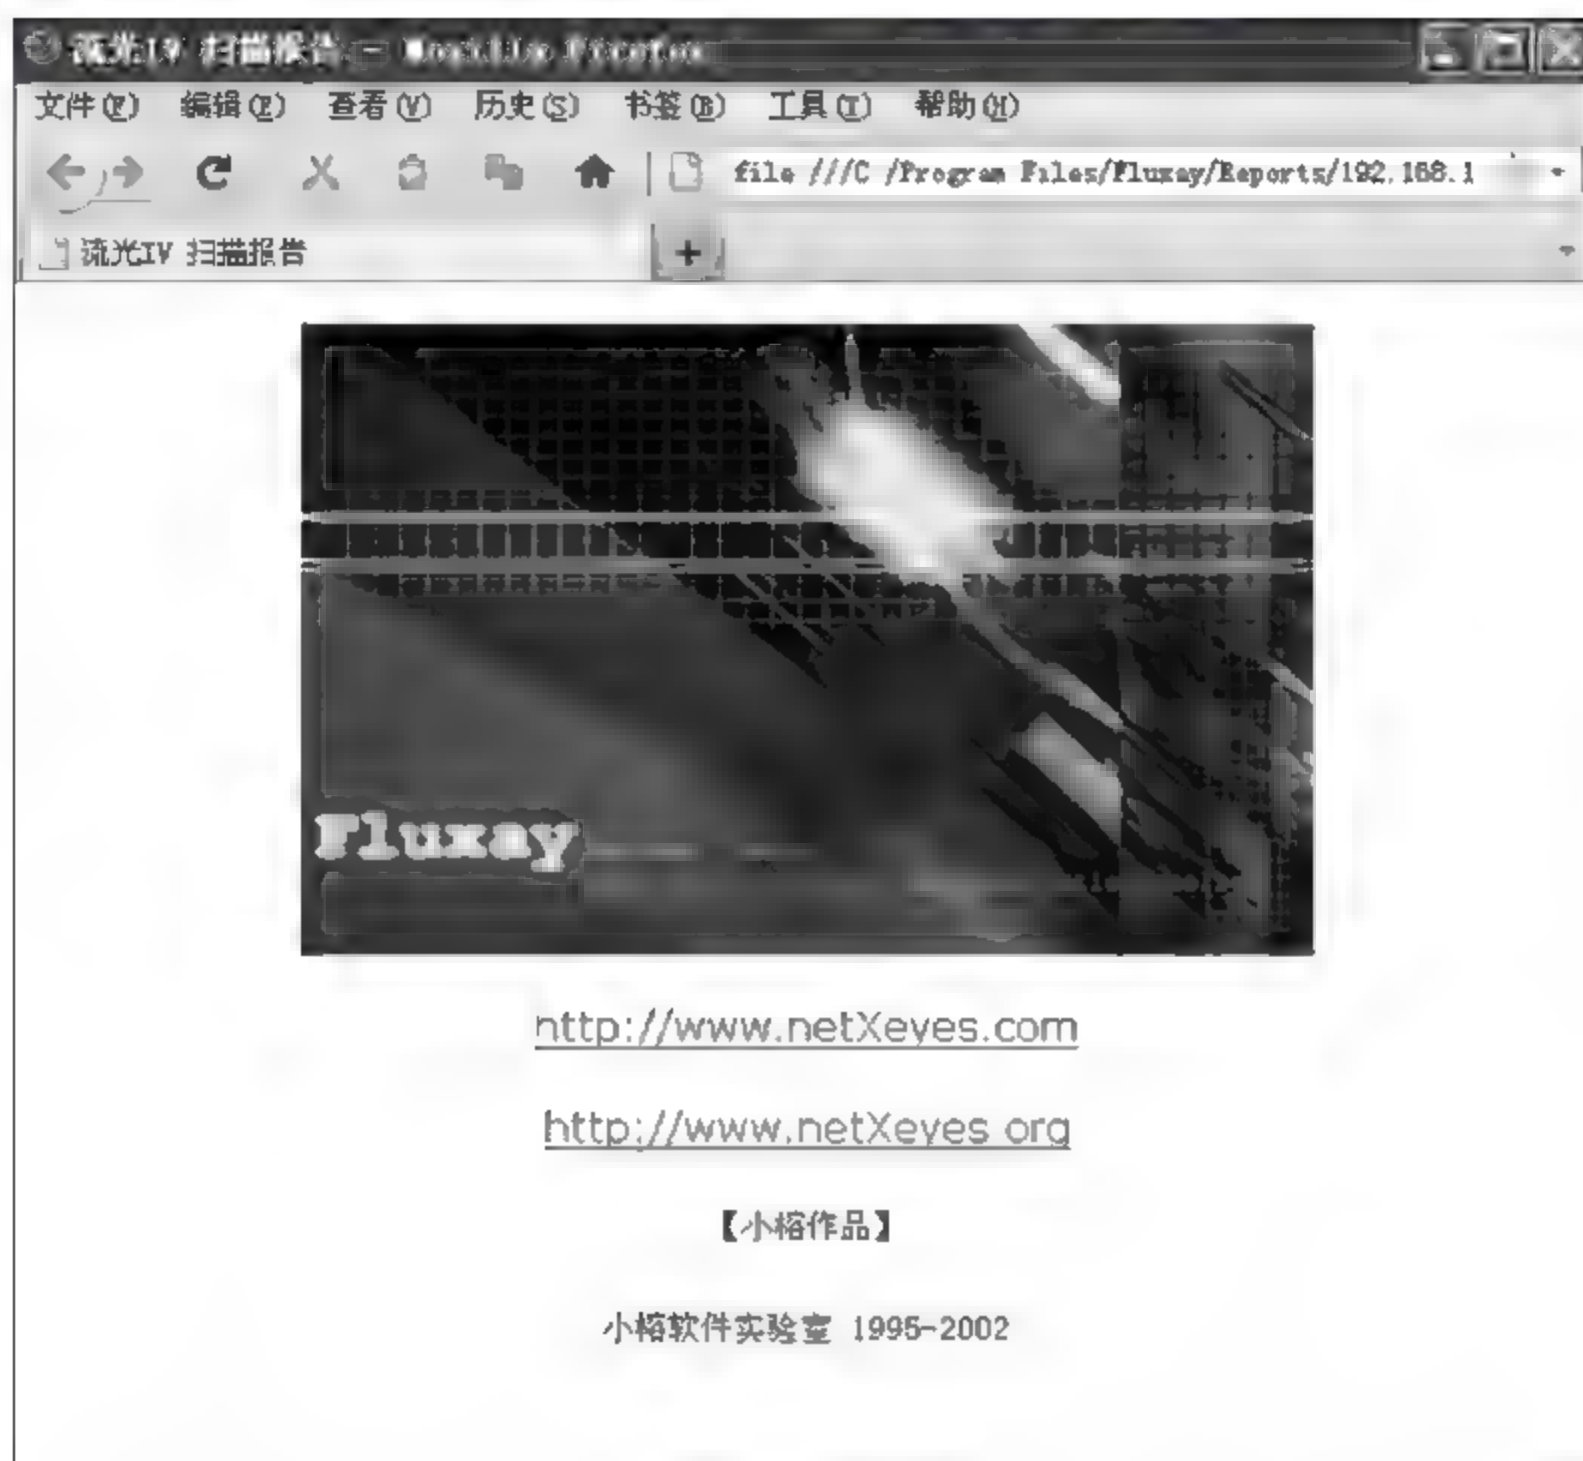 流光IV 扫描报告 - Mozilla Firefox
文件(F) 编辑(E) 查看(V) 历史(S) 书签(B) 工具(T) 帮助(H)
file ///C /Program Files/Fluxay/Reports/192.168.1
流光IV 扫描报告
Fluxay
http://www.netXeyes.com
http://www.netXeyes org
【小榕作品】
小榕软件实验室 1995-2002